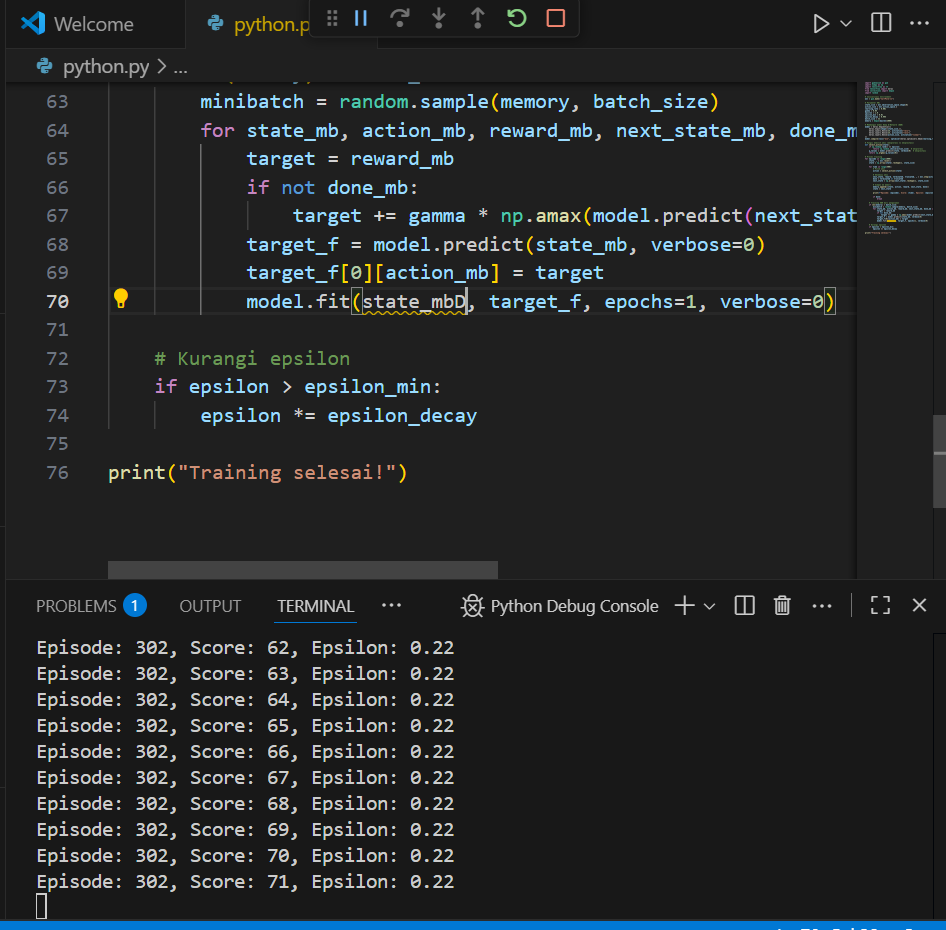 Welcome
python.p
python.py > ...
63 minibatch = random.sample(memory, batch_size)
64 for state_mb, action_mb, reward_mb, next_state_mb, done_m
65 target = reward_mb
66 if not done_mb:
67 target += gamma * np.amax(model.predict(next_stat
68 target_f = model.predict(state_mb, verbose=0)
69 target_f[0][action_mb] = target
70 model.fit(state_mbD, target_f, epochs=1, verbose=0)
71
72 # Kurangi epsilon
73 if epsilon > epsilon_min:
74 epsilon *= epsilon_decay
75
76 print("Training selesai!")
PROBLEMS 1 OUTPUT TERMINAL ... Python Debug Console
Episode: 302, Score: 62, Epsilon: 0.22
Episode: 302, Score: 63, Epsilon: 0.22
Episode: 302, Score: 64, Epsilon: 0.22
Episode: 302, Score: 65, Epsilon: 0.22
Episode: 302, Score: 66, Epsilon: 0.22
Episode: 302, Score: 67, Epsilon: 0.22
Episode: 302, Score: 68, Epsilon: 0.22
Episode: 302, Score: 69, Epsilon: 0.22
Episode: 302, Score: 70, Epsilon: 0.22
Episode: 302, Score: 71, Epsilon: 0.22